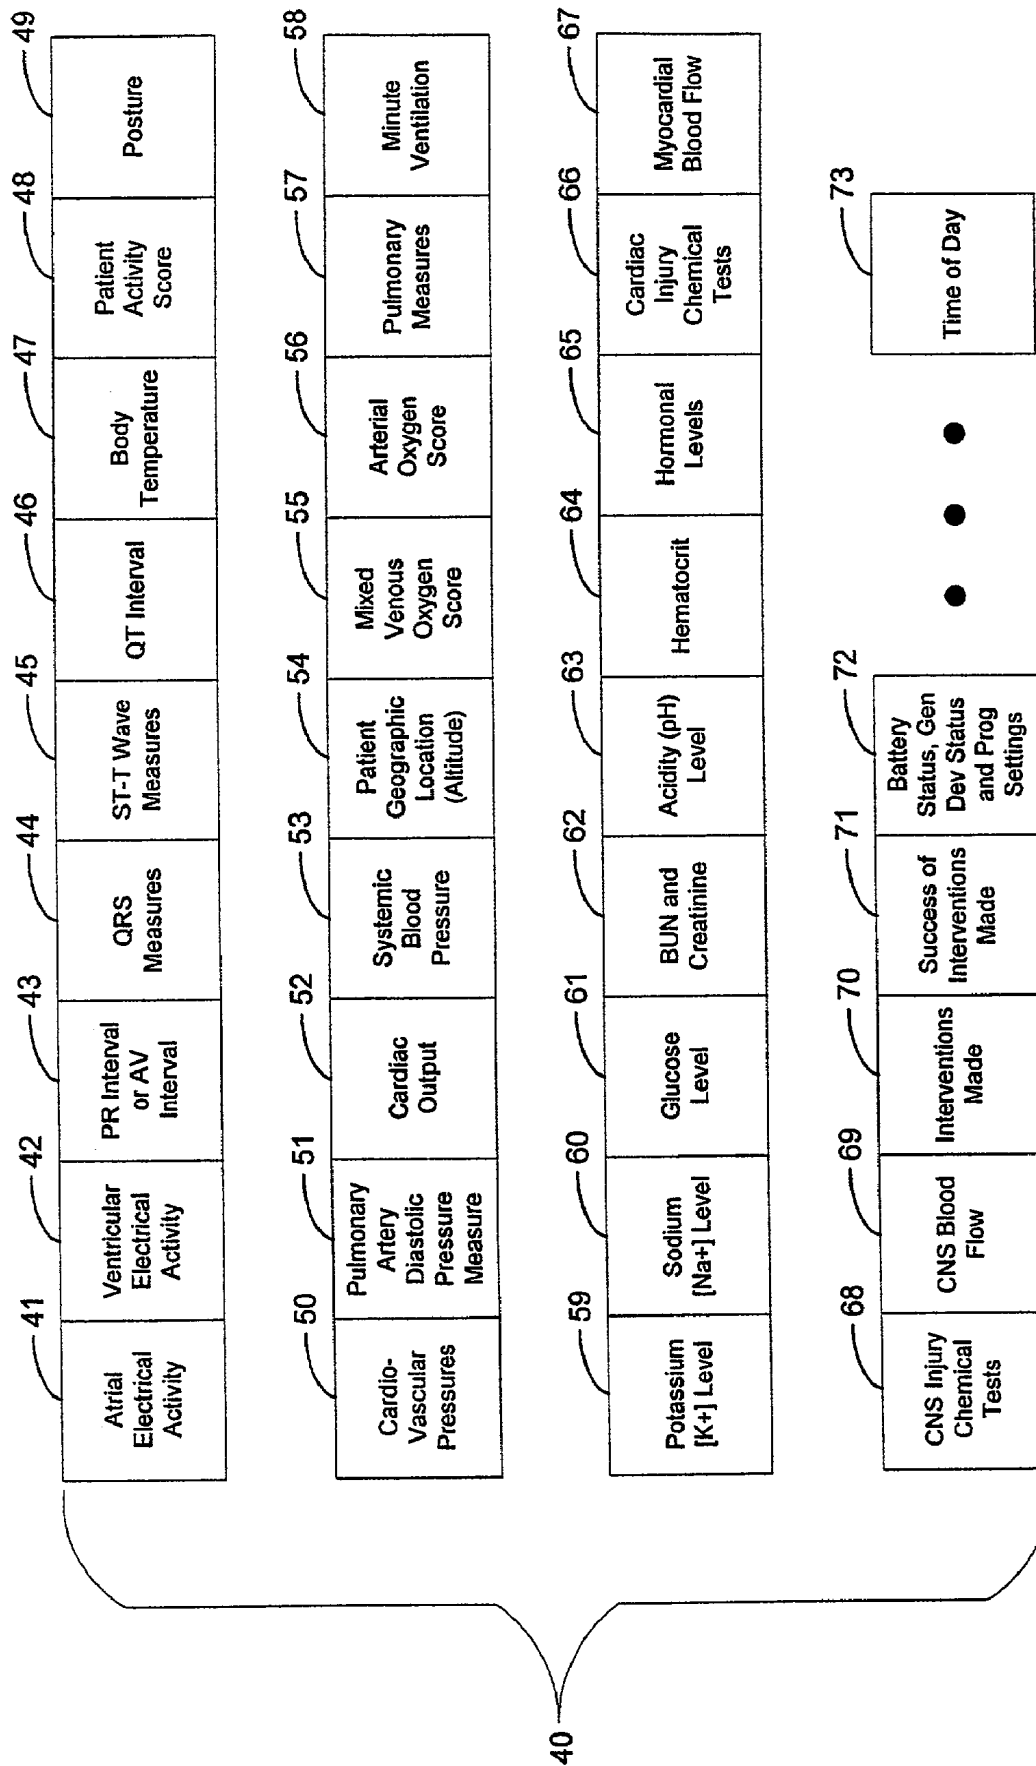 40
41
Atrial
Electrical
Activity
42
Ventricular
Electrical
Activity
43
PR Interval
or AV
Interval
44
QRS
Measures
45
ST-T Wave
Measures
46
QT Interval
47
Body
Temperature
48
Patient
Activity
Score
49
Posture
50
Cardio-
Vascular
Pressures
51
Pulmonary
Artery
Diastolic
Pressure
Measure
52
Cardiac
Output
53
Systemic
Blood
Pressure
54
Patient
Geographic
Location
(Altitude)
55
Mixed
Venous
Oxygen
Score
56
Arterial
Oxygen
Score
57
Pulmonary
Measures
58
Minute
Ventilation
59
Potassium
[K+] Level
60
Sodium
[Na+] Level
61
Glucose
Level
62
BUN and
Creatinine
63
Acidity (pH)
Level
64
Hematocrit
65
Hormonal
Levels
66
Cardiac
Injury
Chemical
Tests
67
Myocardial
Blood Flow
68
CNS Injury
Chemical
Tests
69
CNS Blood
Flow
70
Interventions
Made
71
Success of
Interventions
Made
72
Battery
Status, Gen
Dev Status
and Prog
Settings
● ● ●
73
Time of Day